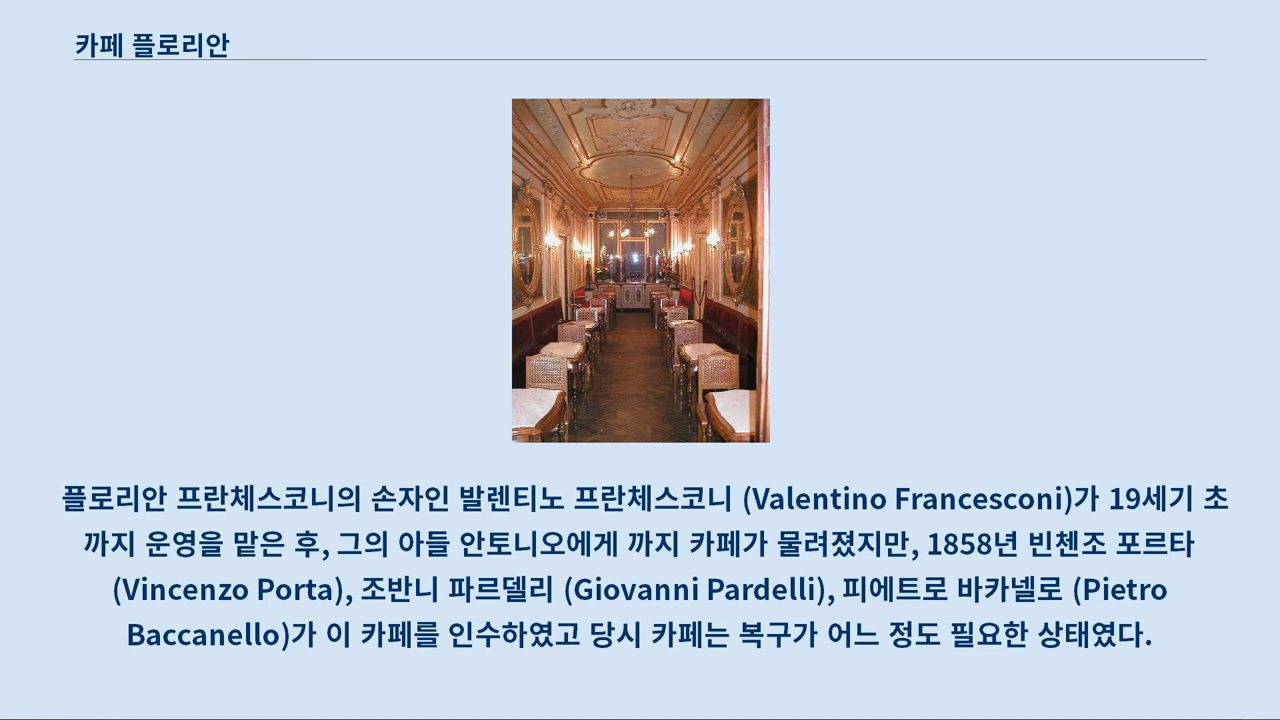 카페 플로리안
플로리안 프란체스코니의 손자인 발렌티노 프란체스코니 (Valentino Francesconi)가 19세기 초
까지 운영을 맡은 후, 그의 아들 안토니오에게 까지 카페가 물려졌지만, 1858년 빈첸조 포르타
(Vincenzo Porta), 조반니 파르델리 (Giovanni Pardelli), 피에트로 바카넬로 (Pietro
Baccanello)가 이 카페를 인수하였고 당시 카페는 복구가 어느 정도 필요한 상태였다.